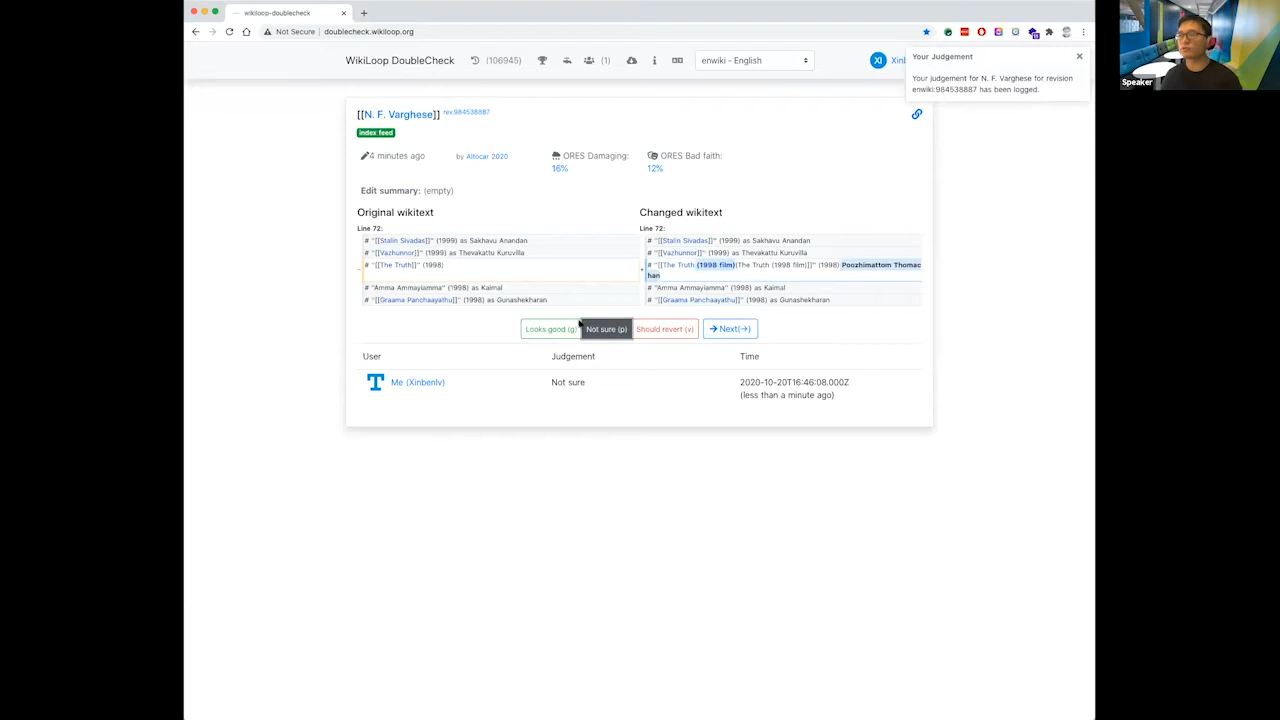 wikiloop-doublecheck
Not Secure | doublecheck.wikiloop.org
WikiLoop DoubleCheck (106945) (1) enwiki - English XI Xinb
Your Judgement
Your judgement for N. F. Varghese for revision
enwiki:984538887 has been logged.
Speaker
[[N. F. Varghese]] rev.984538887
index feed
4 minutes ago by Altocar 2020 ORES Damaging: ORES Bad faith:
16% 12%
Edit summary: (empty)
Original wikitext Changed wikitext
Line 72: Line 72:
# ''[[Stalin Sivadas]]'' (1999) as Sakhavu Anandan # ''[[Stalin Sivadas]]'' (1999) as Sakhavu Anandan
# ''[[Vazhunnor]]'' (1999) as Thevakattu Kuruvilla # ''[[Vazhunnor]]'' (1999) as Thevakattu Kuruvilla
- # ''[[The Truth]]'' (1998) + # ''[[The Truth (1998 film)|The Truth (1998 film)]]'' (1998) Poozhimattom Thomac
han
# ''Amma Ammayiamma'' (1998) as Kaimal # ''Amma Ammayiamma'' (1998) as Kaimal
# ''[[Graama Panchaayathu]]'' (1998) as Gunashekharan # ''[[Graama Panchaayathu]]'' (1998) as Gunashekharan
Looks good (g) Not sure (p) Should revert (v) → Next(→)
User Judgement Time
T Me (Xinbenlv) Not sure 2020-10-20T16:46:08.000Z
(less than a minute ago)